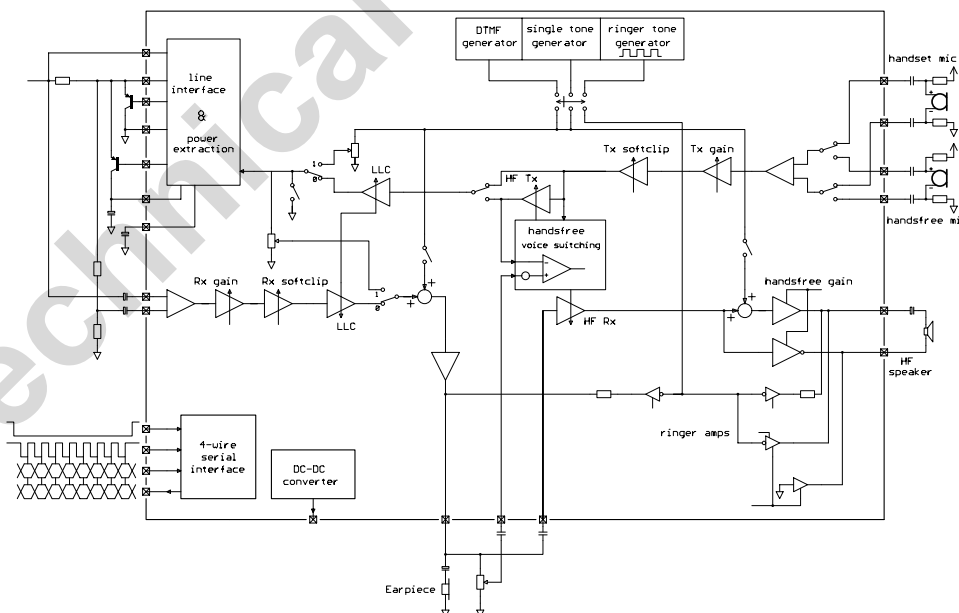 DTMF
generator
single tone
generator
ringer tone
generator
handset mic
+
-
+
-
handsfree mi
line
interface
&
power
extraction
1
0
LLC
HF Tx
Tx softclip
Tx gain
handsfree
voice switching
-
+
Rx gain
Rx softclip
LLC
1
0
+
+
HF Rx
+
+
handsfree gain
HF
speaker
ringer amps
4-wire
serial
interface
DC-DC
converter
Earpiece
echnical